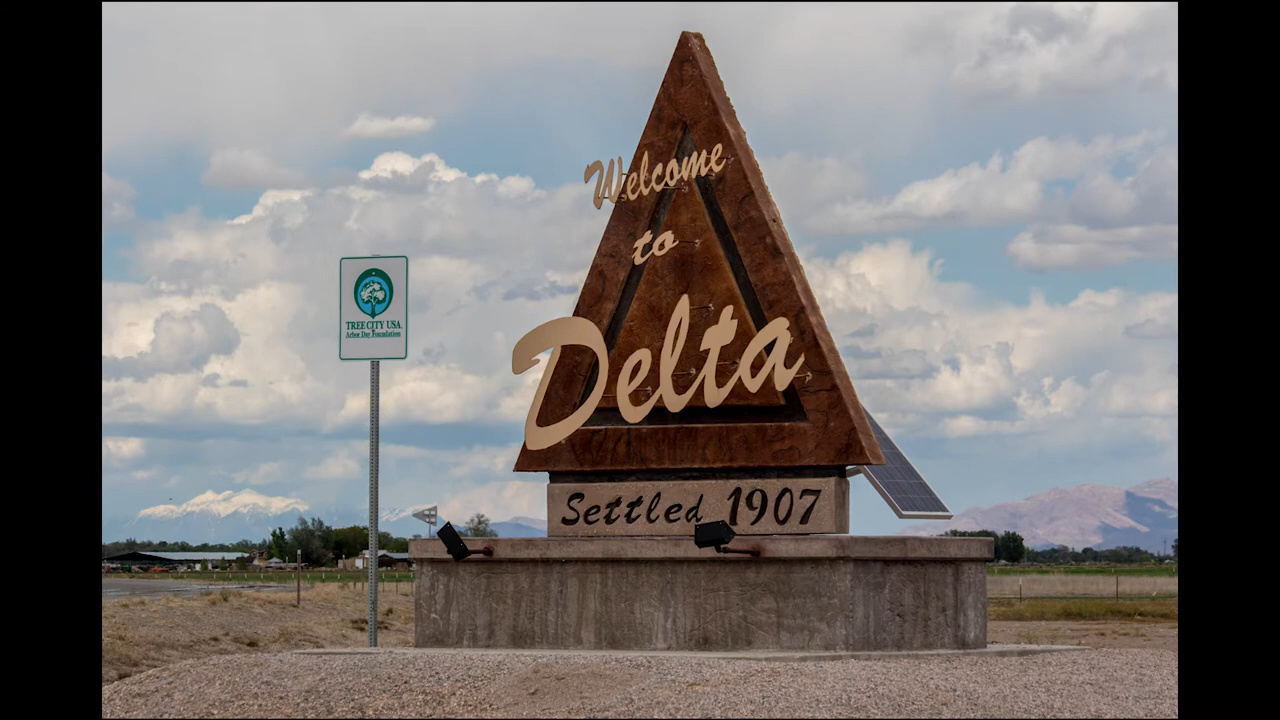 Welcome
to
Delta
Settled 1907
TREE CITY USA.
Arbor Day Foundation